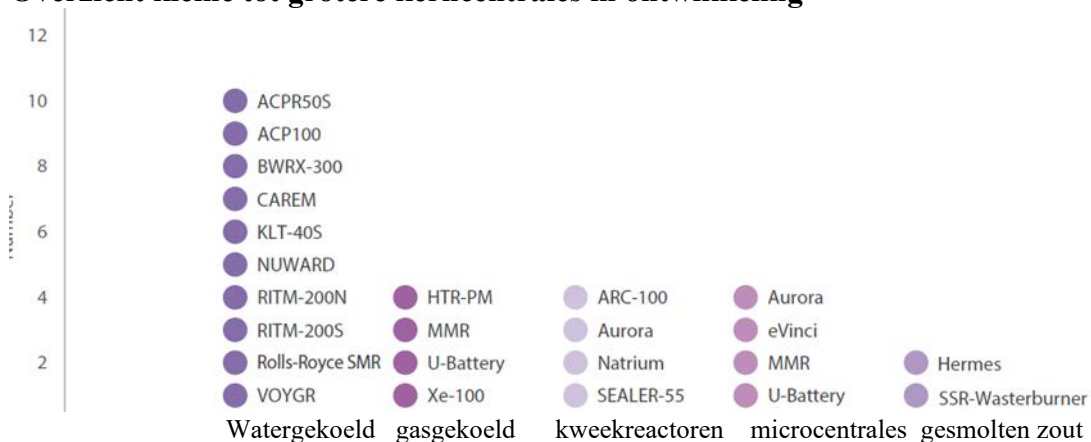 Overzicht kleine tot grotere kerncentrales in ontwikkeling
12
10 ACPR50S
ACP100
8 BWRX-300
CAREM
6 KLT-40S
NUWARD
4 RITM-200N HTR-PM ARC-100 Aurora
RITM-200S MMR Aurora eVinci
2 Rolls-Royce SMR U-Battery Natrium MMR Hermes
VOYGR Xe-100 SEALER-55 U-Battery SSR-Wasterburner
Number
Watergekoeld gasgekoeld kweekreactoren microcentrales gesmolten zout